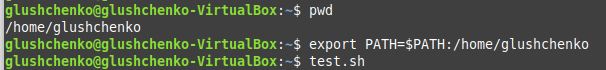 glushchenko@glushchenko-VirtualBox:~$ pwd
/home/glushchenko
glushchenko@glushchenko-VirtualBox:~$ export PATH=$PATH:/home/glushchenko
glushchenko@glushchenko-VirtualBox:~$ test.sh